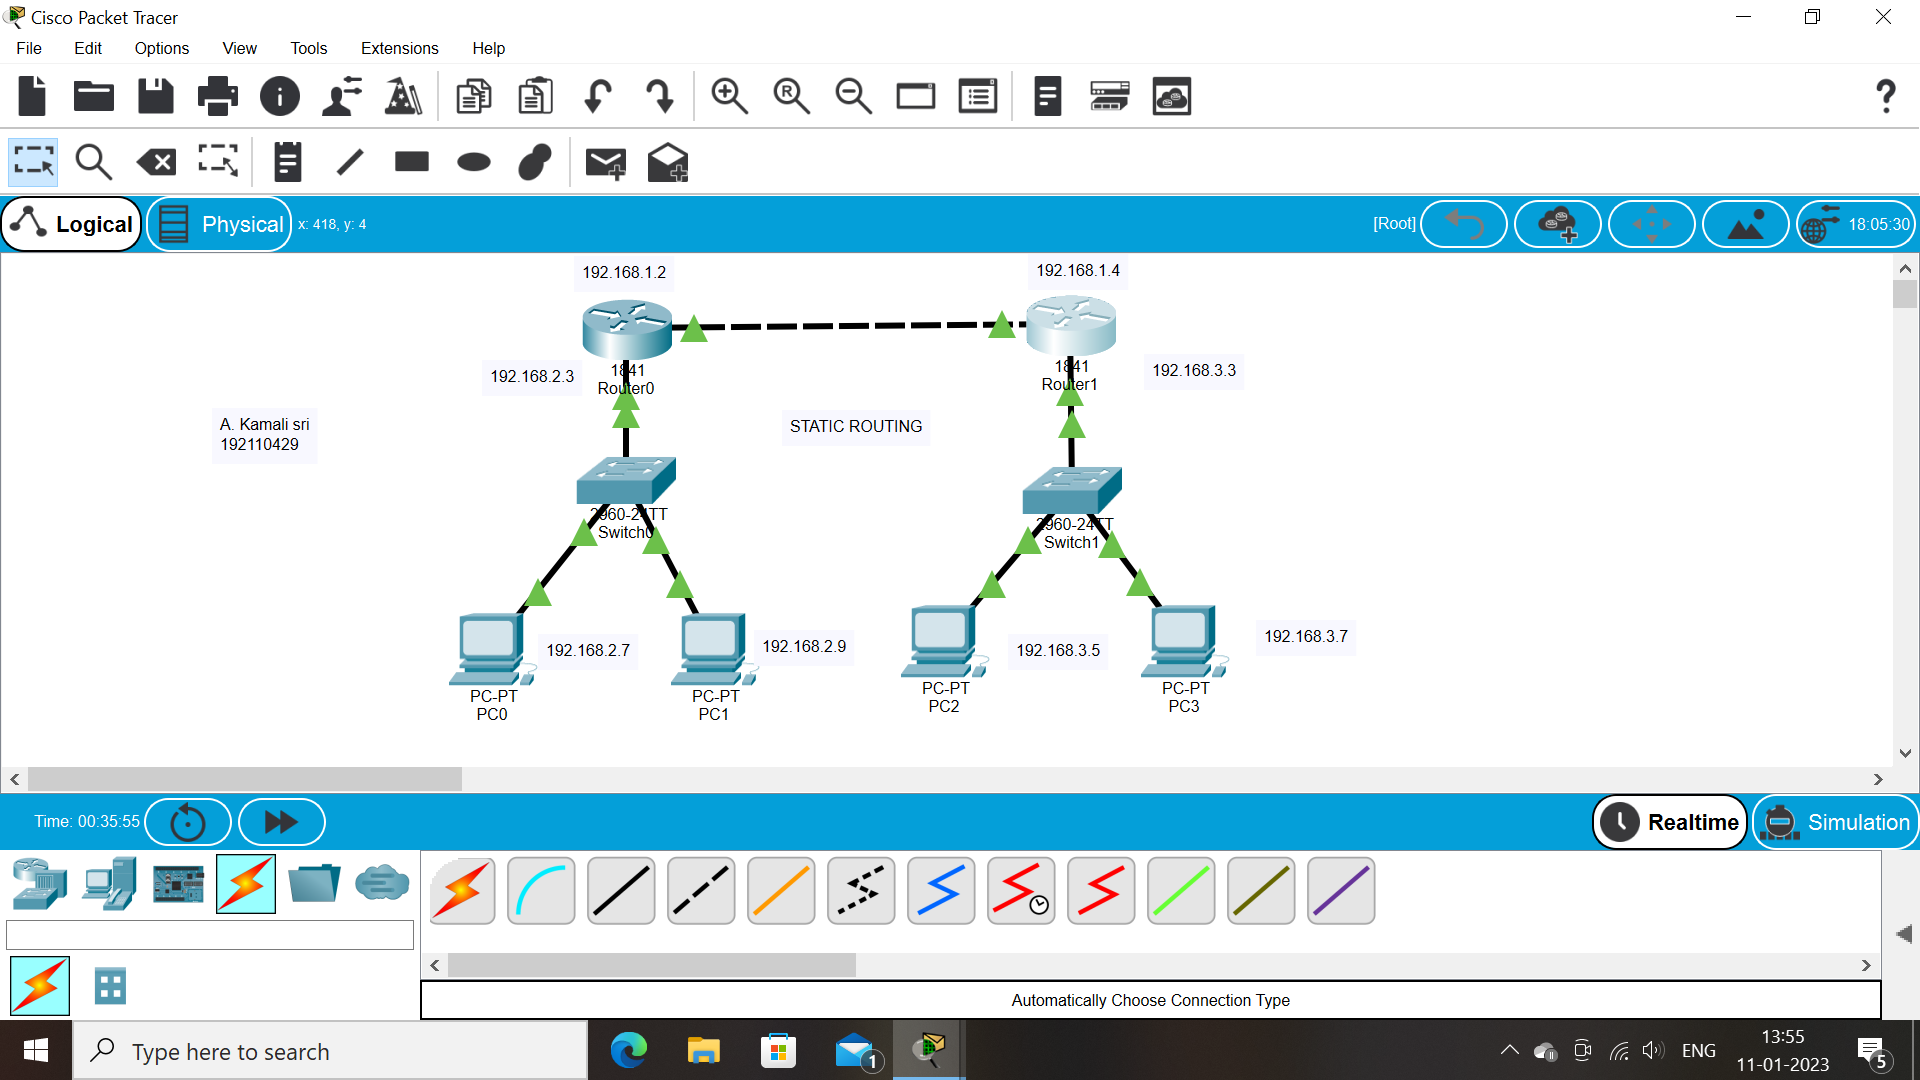 Cisco Packet Tracer
File Edit Options View Tools Extensions Help
Logical Physical x: 418, y: 4 [Root] 18:05:30
192.168.1.2
192.168.1.4
192.168.2.3
1841
Router0
1841
Router1
192.168.3.3
A. Kamali sri
192110429
STATIC ROUTING
2960-24TT
Switch0
2960-24TT
Switch1
192.168.2.7
192.168.2.9
192.168.3.5
192.168.3.7
PC-PT
PC0
PC-PT
PC1
PC-PT
PC2
PC-PT
PC3
Time: 00:35:55 Realtime Simulation
Automatically Choose Connection Type
Type here to search
1
ENG
13:55
11-01-2023
5